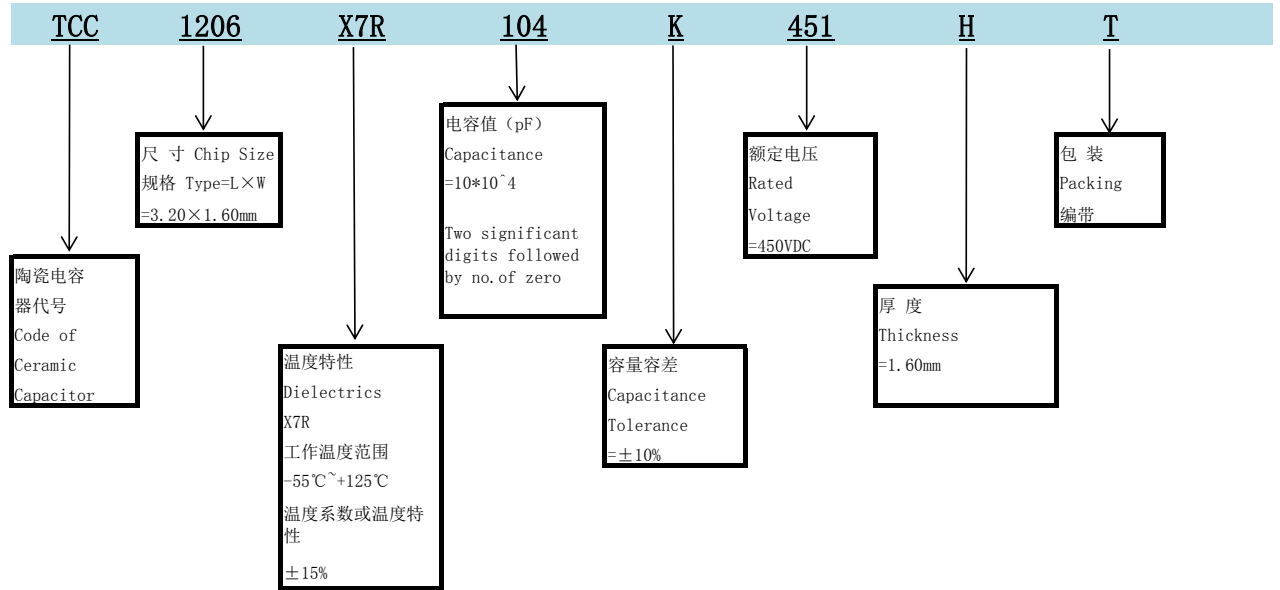 TCC 1206 X7R 104 K 451 H T
陶瓷电容
器代号
Code of
Ceramic
Capacitor
尺 寸 Chip Size
规格 Type=L×W
=3.20×1.60mm
温度特性
Dielectrics
X7R
工作温度范围
-55℃~+125℃
温度系数或温度特
性
±15%
电容值（pF）
Capacitance
=10*10^4
Two significant
digits followed
by no.of zero
容量容差
Capacitance
Tolerance
=±10%
额定电压
Rated
Voltage
=450VDC
厚 度
Thickness
=1.60mm
包 装
Packing
编带